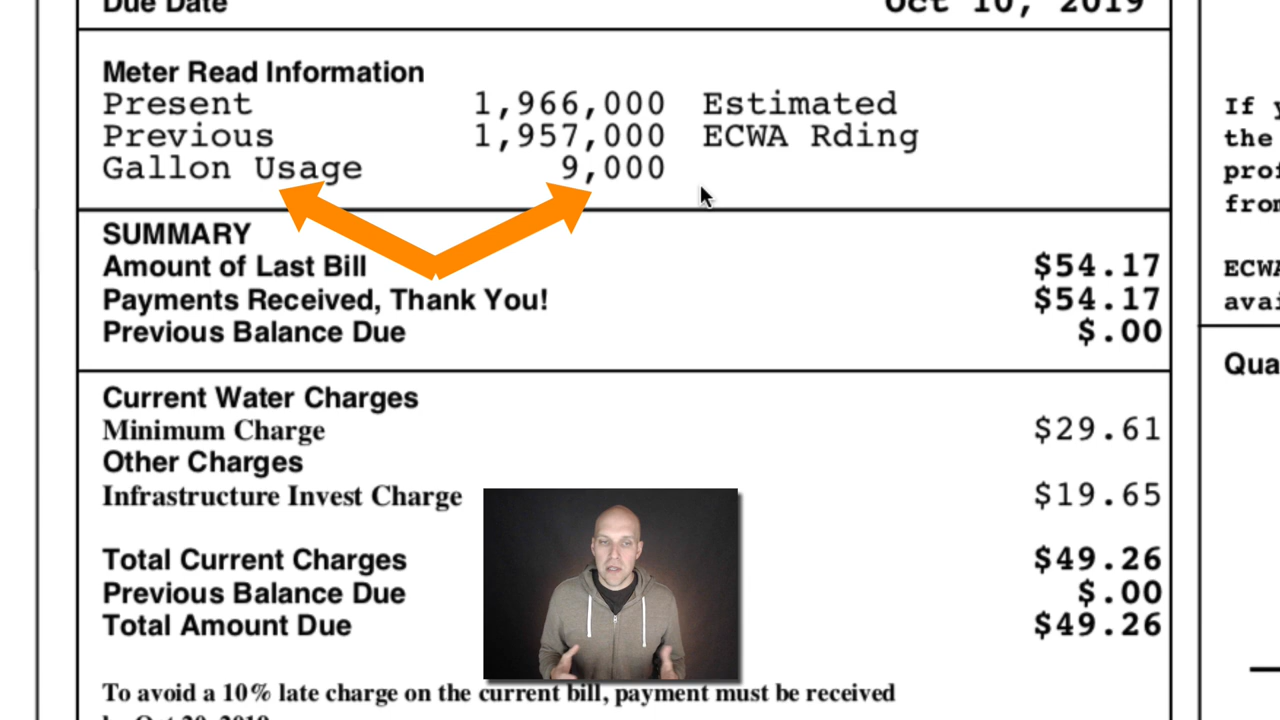 Due Date Oct 10, 2019
Meter Read Information
Present 1,966,000 Estimated
Previous 1,957,000 ECWA Rding
Gallon Usage 9,000
SUMMARY
Amount of Last Bill $54.17
Payments Received, Thank You! $54.17
Previous Balance Due $.00
Current Water Charges
Minimum Charge $29.61
Other Charges
Infrastructure Invest Charge $19.65
Total Current Charges $49.26
Previous Balance Due $.00
Total Amount Due $49.26
To avoid a 10% late charge on the current bill, payment must be received
by Oct 20, 2019
If
the
from
ECWA